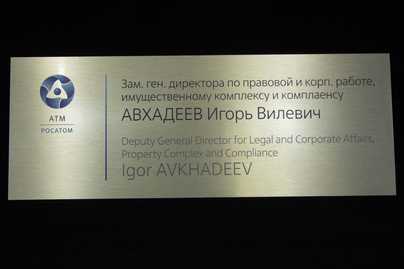 АТМ
РОСАТОМ
Зам. ген. директора по правовой и корп. работе,
имущественному комплексу и комплаенсу
АВХАДЕЕВ Игорь Вилевич
Deputy General Director for Legal and Corporate Affairs,
Property Complex and Compliance
Igor AVKHADEEV